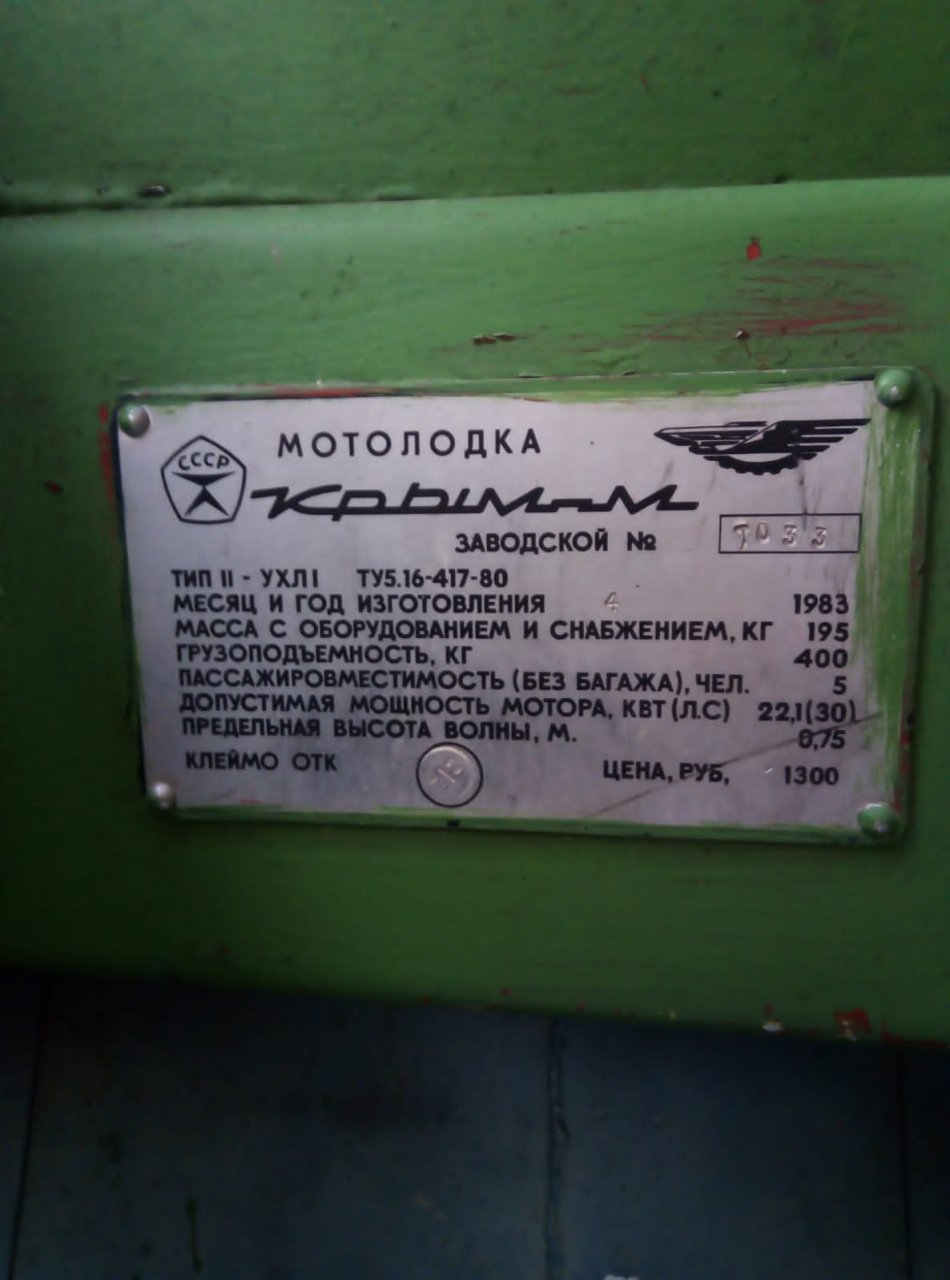 СССР
МОТОЛОДКА
Крым-М
ЗАВОДСКОЙ №
ТИП II - УХЛ I ТУ5.16-417-80
МЕСЯЦ И ГОД ИЗГОТОВЛЕНИЯ 4 1983
МАССА С ОБОРУДОВАНИЕМ И СНАБЖЕНИЕМ, КГ 195
ГРУЗОПОДЪЕМНОСТЬ, КГ 400
ПАССАЖИРОВМЕСТИМОСТЬ (БЕЗ БАГАЖА), ЧЕЛ. 5
ДОПУСТИМАЯ МОЩНОСТЬ МОТОРА, КВТ (Л.С) 22,1(30)
ПРЕДЕЛЬНАЯ ВЫСОТА ВОЛНЫ, М. 0,75
КЛЕЙМО ОТК ЦЕНА, РУБ, 1300